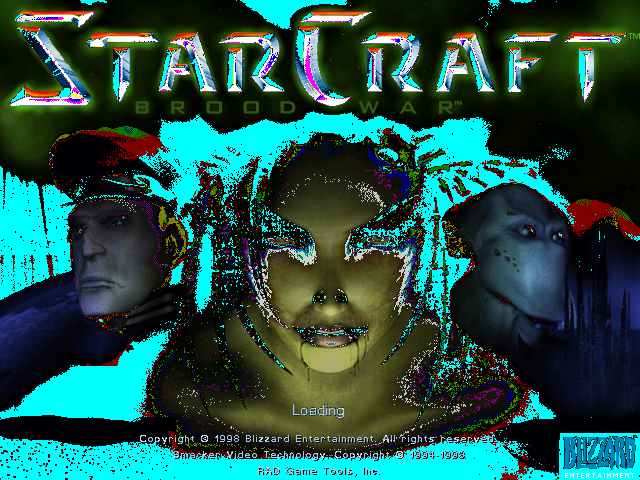 STARCRAFT™
BROOD WAR™
Loading
Copyright © 1998 Blizzard Entertainment. All rights reserved.
Smacker Video Technology. Copyright © 1994-1998
RAD Game Tools, Inc.
BLIZZARD
ENTERTAINMENT